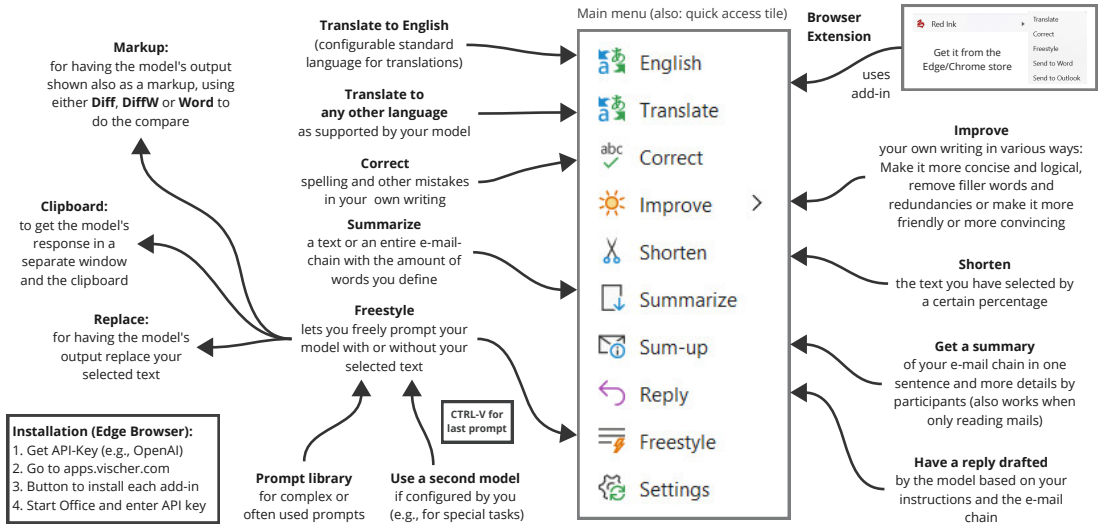 Main menu (also: quick access tile)
Markup:
for having the model's output
shown also as a markup, using
either Diff, DiffW or Word to
do the compare
Clipboard:
to get the model's
response in a
separate window
and the clipboard
Replace:
for having the model's
output replace your
selected text
Installation (Edge Browser):
1. Get API-Key (e.g., OpenAI)
2. Go to apps.vischer.com
3. Button to install each add-in
4. Start Office and enter API key
Translate to English
(configurable standard
language for translations)
Translate to
any other language
as supported by your model
Correct
spelling and other mistakes
in your own writing
Summarize
a text or an entire e-mail-
chain with the amount of
words you define
Freestyle
lets you freely prompt your
model with or without your
selected text
CTRL-V for
last prompt
Prompt library
for complex or
often used prompts
Use a second model
if configured by you
(e.g., for special tasks)
English
Translate
abc
Correct
Improve
Shorten
Summarize
Sum-up
Reply
Freestyle
Settings
Browser
Extension
uses
add-in
Red Ink
Get it from the
Edge/Chrome store
Translate
Correct
Freestyle
Send to Word
Send to Outlook
Improve
your own writing in various ways:
Make it more concise and logical,
remove filler words and
redundancies or make it more
friendly or more convincing
Shorten
the text you have selected by
a certain percentage
Get a summary
of your e-mail chain in one
sentence and more details by
participants (also works when
only reading mails)
Have a reply drafted
by the model based on your
instructions and the e-mail
chain